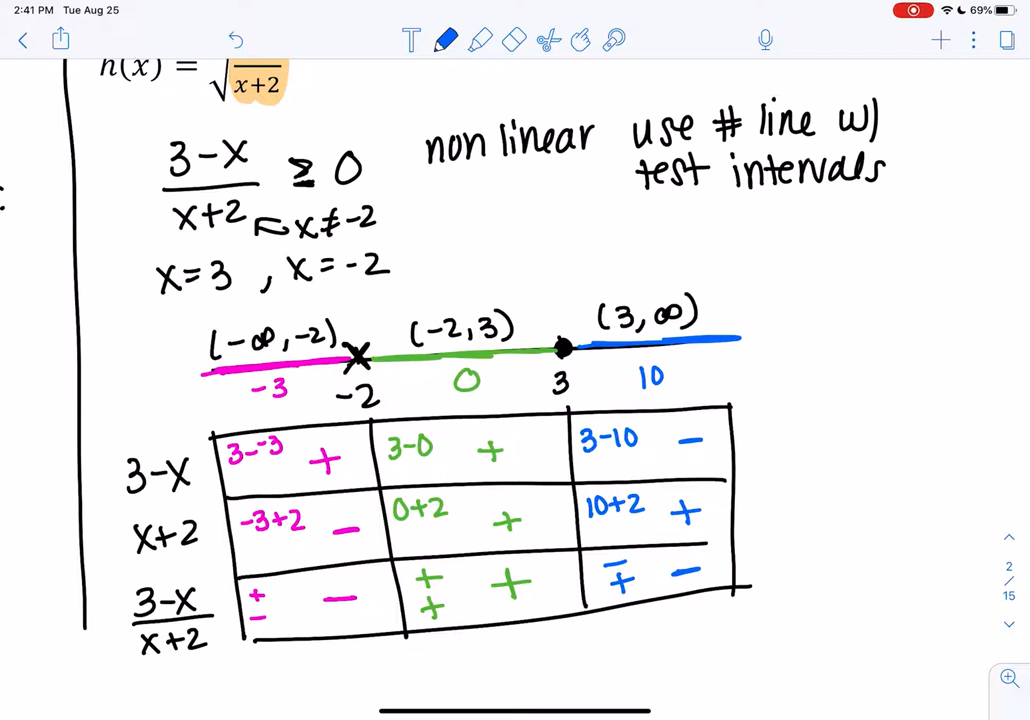 2:41 PM Tue Aug 25
69%
h(x) = √
x+2
3-x
x+2
≥ 0
x≠-2
non linear use # line w/
test intervals
x=3 , x=-2
(-∞,-2) (-2,3) (3,∞)
-3 -2 0 3 10
3-x 3--3 + 3-0 + 3-10 -
x+2 -3+2 - 0+2 + 10+2 +
3-x
x+2
+
-
-
+
+
+
-
+
-
2
/
15